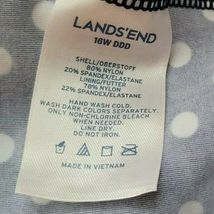 LANDS'END
16W DDD
SHELL/OBERSTOFF
80% NYLON
20% SPANDEX/ELASTANE
LINING/FUTTER
78% NYLON
22% SPANDEX/ELASTANE
HAND WASH COLD.
WASH DARK COLORS SEPARATELY.
ONLY NON-CHLORINE BLEACH
WHEN NEEDED.
LINE DRY.
DO NOT IRON.
MADE IN VIETNAM